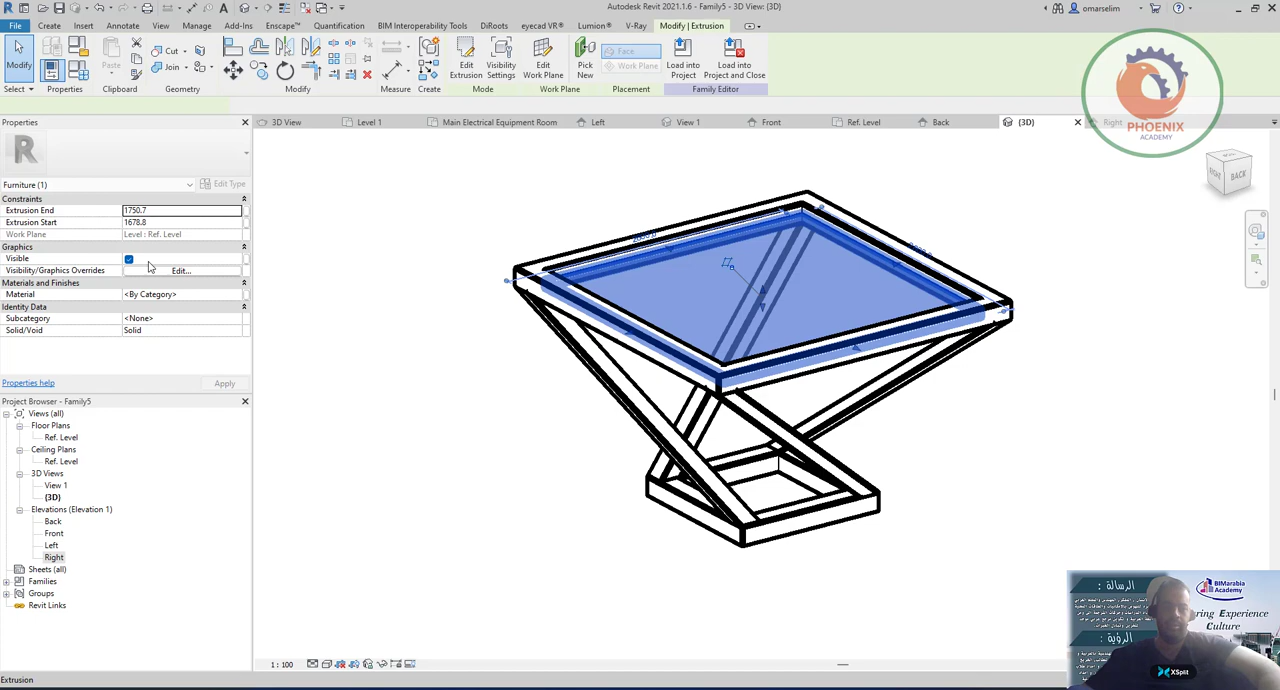 Autodesk Revit 2021.1.6 - Family5 - 3D View: {3D}
omarselim
File
Create
Insert
Annotate
View
Manage
Add-Ins
Enscape™
Quantification
BIM Interoperability Tools
DiRoots
eyecad VR®
Lumion®
V-Ray
Modify | Extrusion
Modify
Paste
Cut
Join
Edit
Extrusion
Visibility
Settings
Edit
Work Plane
Pick
New
Face
Work Plane
Load into
Project
Load into
Project and Close
Select
Properties
Clipboard
Geometry
Modify
Measure
Create
Mode
Work Plane
Placement
Family Editor
PHOENIX
ACADEMY
Properties
3D View
Level 1
Main Electrical Equipment Room
Left
View 1
Front
Ref. Level
Back
{3D}
Right
Furniture (1)
Edit Type
Constraints
Extrusion End 1750.7
Extrusion Start 1678.8
Work Plane Level : Ref. Level
Graphics
Visible
Visibility/Graphics Overrides Edit...
Materials and Finishes
Material <By Category>
Identity Data
Subcategory <None>
Solid/Void Solid
Properties help
Apply
RIGHT
BACK
Project Browser - Family5
Views (all)
Floor Plans
Ref. Level
Ceiling Plans
Ref. Level
3D Views
View 1
{3D}
Elevations (Elevation 1)
Back
Front
Left
Right
Sheets (all)
Families
Groups
Revit Links
1 : 100
Extrusion
الرسالة :
BIMarabia
Academy
ring Experience
Culture
الرؤية :
XSplit